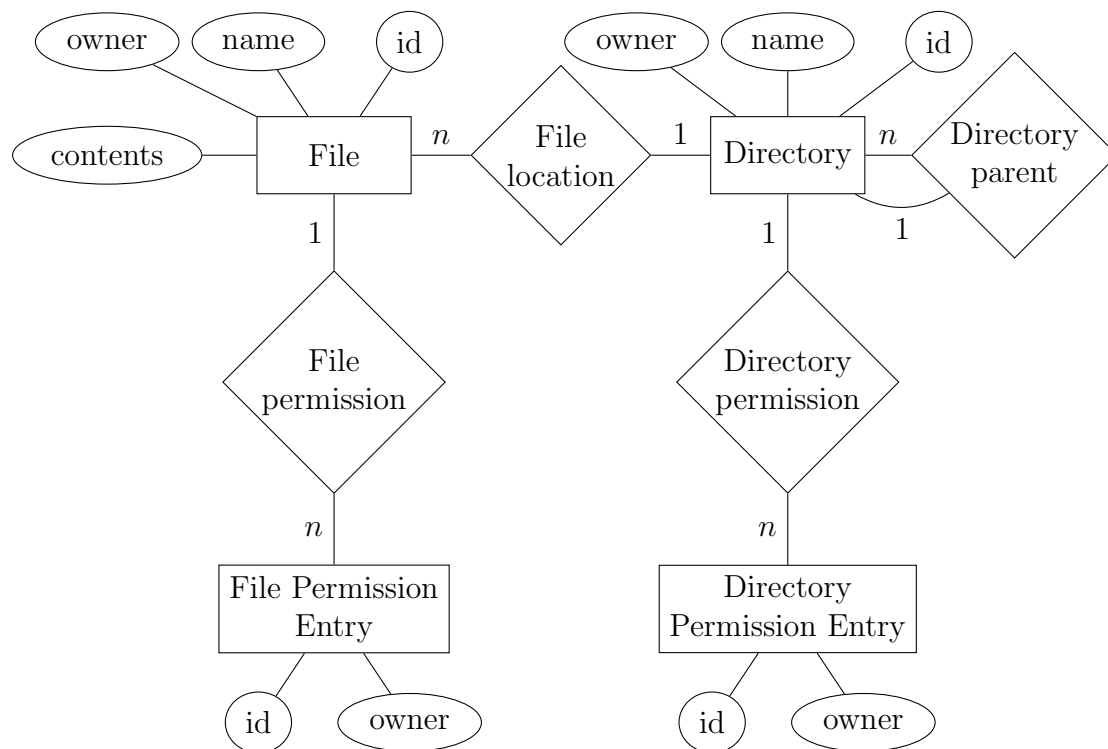 owner
name
id
owner
name
id
contents
File
n
File
location
1
Directory
n
Directory
parent
1
1
1
File
permission
Directory
permission
n
n
File Permission
Entry
Directory
Permission Entry
id
owner
id
owner